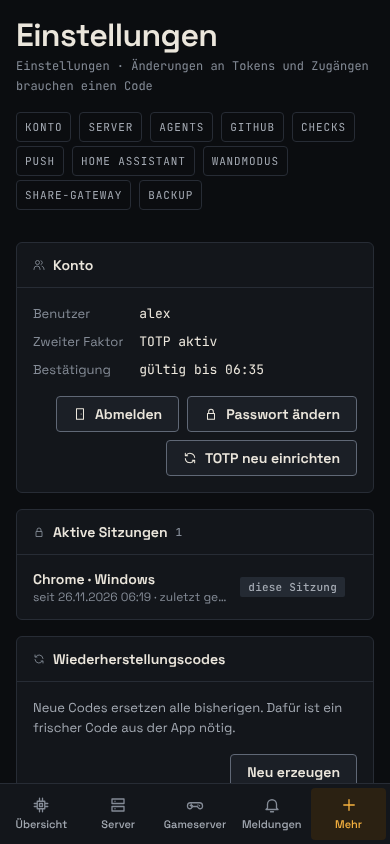 Einstellungen
Einstellungen · Änderungen an Tokens und Zugängen
brauchen einen Code
KONTO SERVER AGENTS GITHUB CHECKS
PUSH HOME ASSISTANT WANDMODUS
SHARE-GATEWAY BACKUP
Konto
Benutzer alex
Zweiter Faktor TOTP aktiv
Bestätigung gültig bis 06:35
Abmelden Passwort ändern
TOTP neu einrichten
Aktive Sitzungen 1
Chrome · Windows
seit 26.11.2026 06:19 · zuletzt ge…
diese Sitzung
Wiederherstellungscodes
Neue Codes ersetzen alle bisherigen. Dafür ist ein
frischer Code aus der App nötig.
Neu erzeugen
Übersicht Server Gameserver Meldungen Mehr